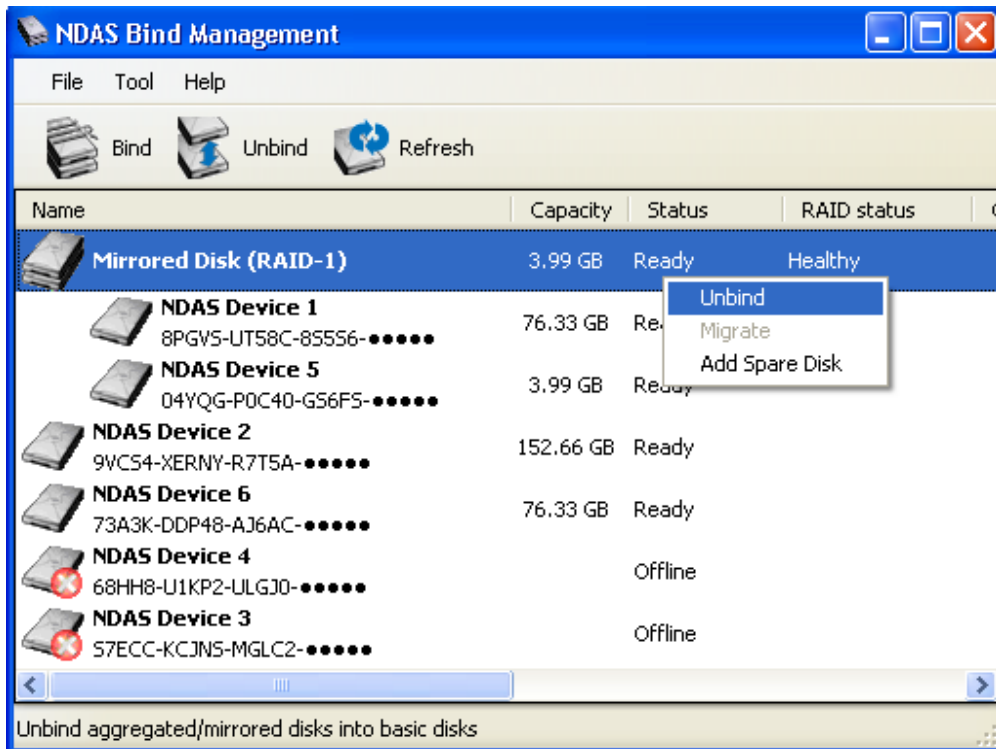 NDAS Bind Management
File Tool Help
Bind Unbind Refresh
Name Capacity Status RAID status
Mirrored Disk (RAID-1) 3.99 GB Ready Healthy
Unbind
NDAS Device 1
8PGVS-UT58C-8S5S6-●●●●● 76.33 GB
Migrate
Add Spare Disk
NDAS Device 5
04YQG-P0C40-GS6FS-●●●●● 3.99 GB Ready
NDAS Device 2
9VCS4-XERNY-R7T5A-●●●●● 152.66 GB Ready
NDAS Device 6
73A3K-DDP48-AJ6AC-●●●●● 76.33 GB Ready
NDAS Device 4
68HH8-U1KP2-ULGJ0-●●●●● Offline
NDAS Device 3
S7ECC-KCJNS-MGLC2-●●●●● Offline
Unbind aggregated/mirrored disks into basic disks